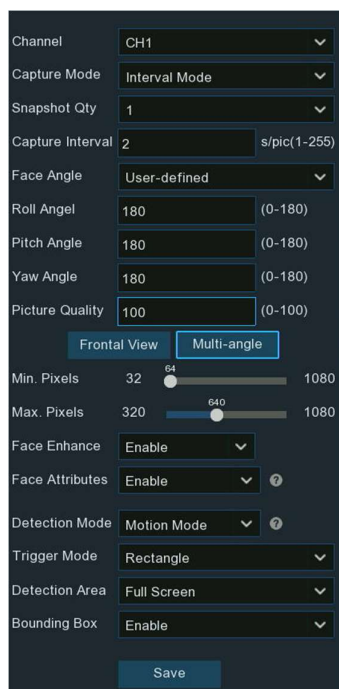 Channel CH1
Capture Mode Interval Mode
Snapshot Qty 1
Capture Interval 2 s/pic(1-255)
Face Angle User-defined
Roll Angel 180 (0-180)
Pitch Angle 180 (0-180)
Yaw Angle 180 (0-180)
Picture Quality 100 (0-100)
Frontal View Multi-angle
64
Min. Pixels 32 1080
640
Max. Pixels 320 1080
Face Enhance Enable
Face Attributes Enable ?
Detection Mode Motion Mode ?
Trigger Mode Rectangle
Detection Area Full Screen
Bounding Box Enable
Save